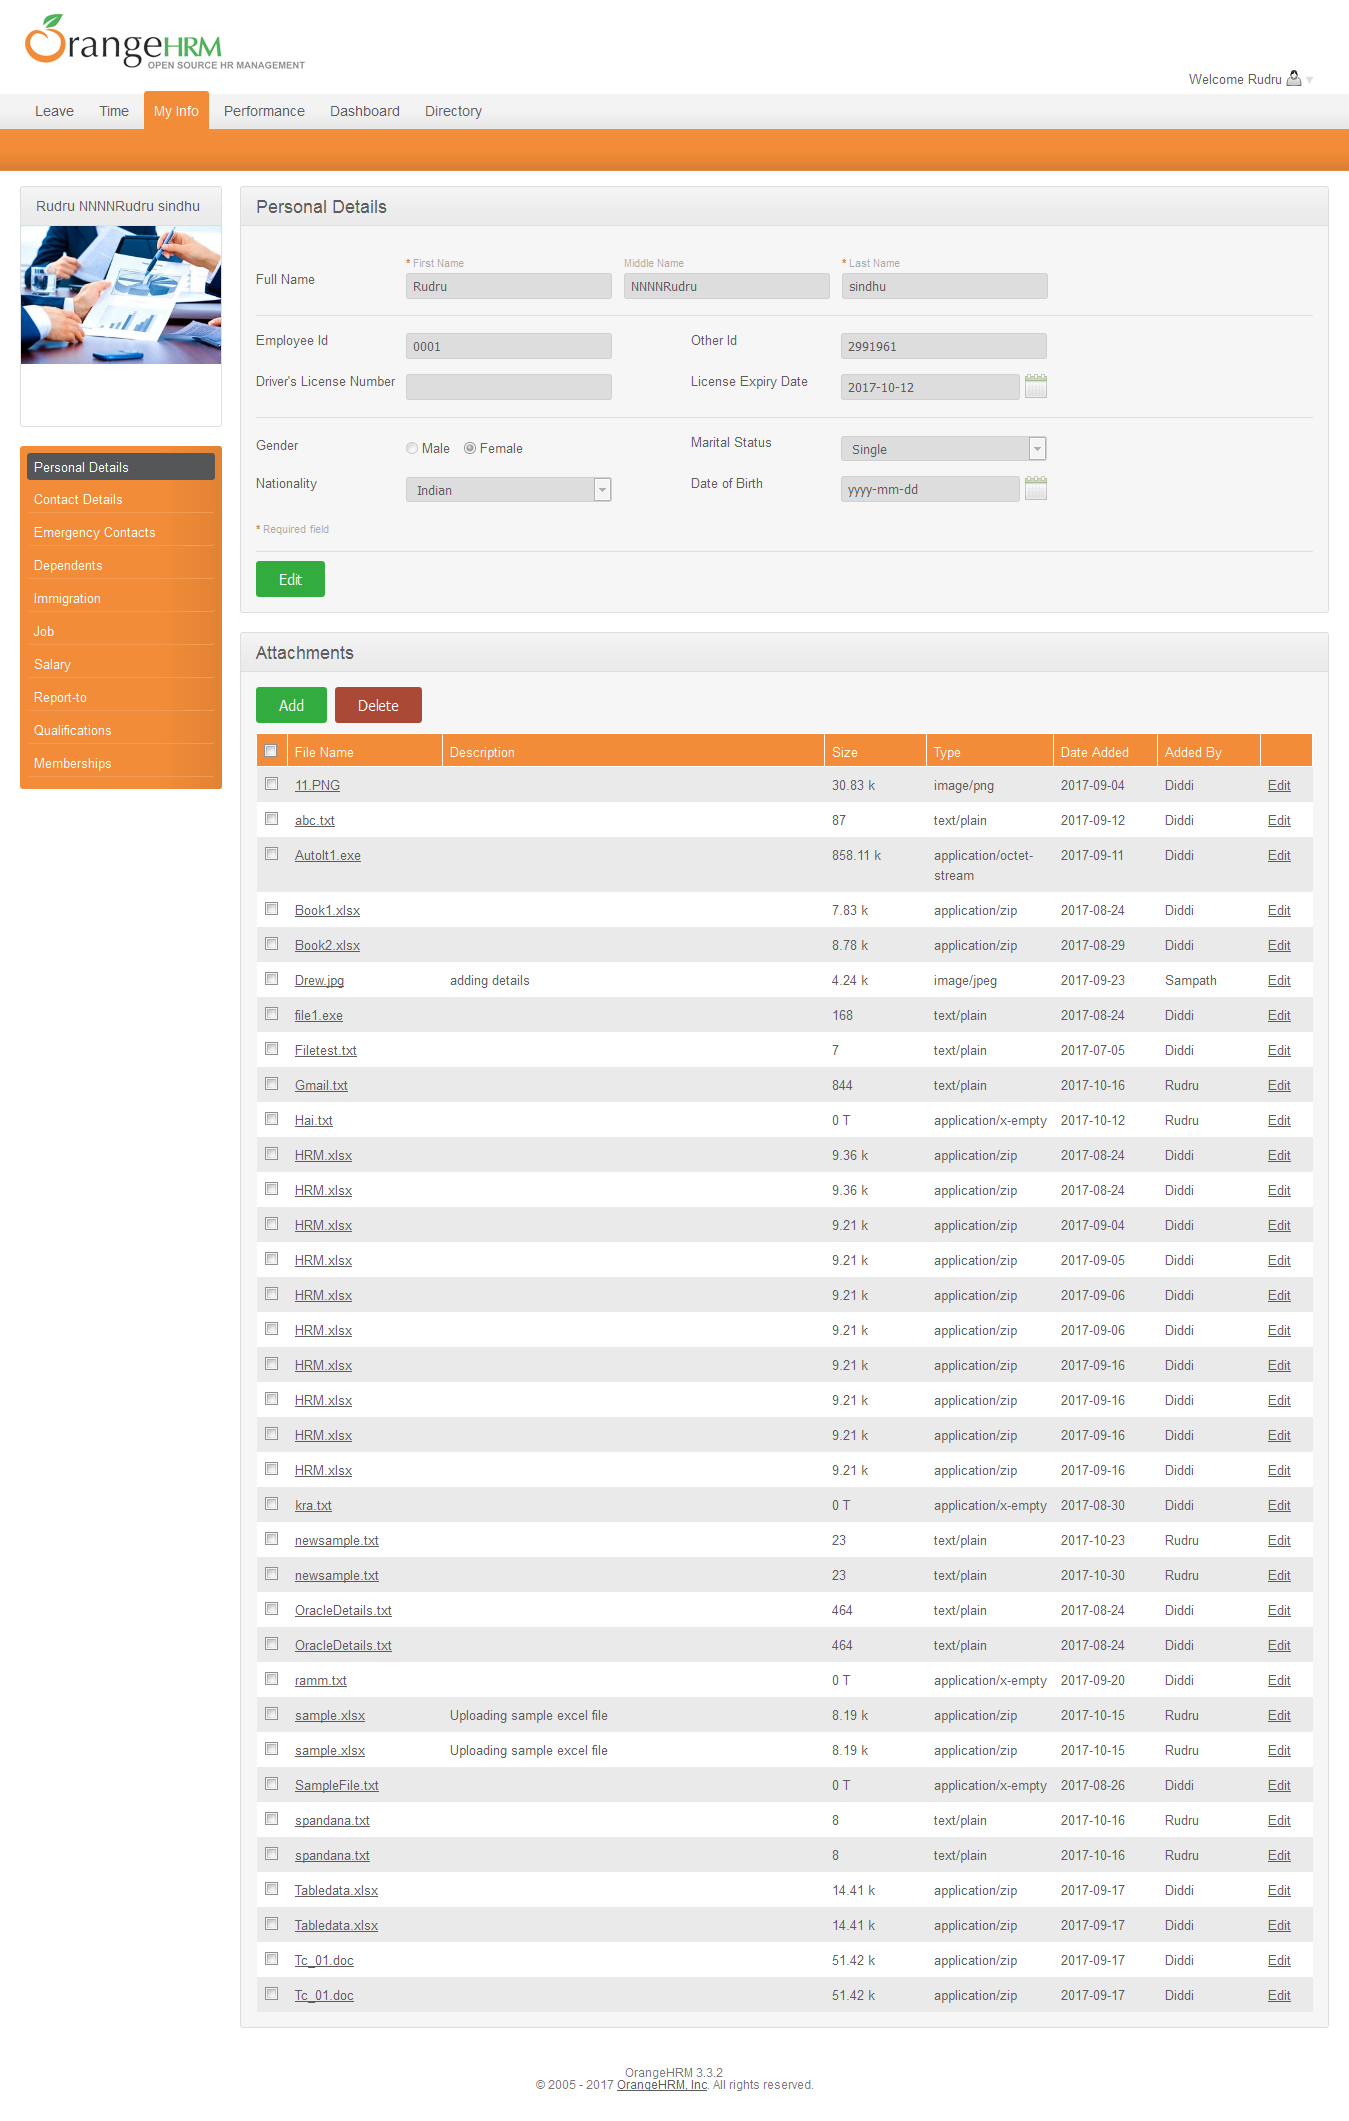 OrangeHRM
OPEN SOURCE HR MANAGEMENT
Welcome Rudru
Leave Time My Info Performance Dashboard Directory
Rudru NNNNRudru sindhu
Personal Details
Contact Details
Emergency Contacts
Dependents
Immigration
Job
Salary
Report-to
Qualifications
Memberships
Personal Details
* First Name Middle Name * Last Name
Full Name Rudru NNNNRudru sindhu
Employee Id 0001 Other Id 2991961
Driver's License Number License Expiry Date 2017-10-12
Gender Male Female Marital Status Single
Nationality Indian Date of Birth yyyy-mm-dd
* Required field
Edit
Attachments
Add Delete
File Name Description Size Type Date Added Added By
11.PNG 30.83 k image/png 2017-09-04 Diddi Edit
abc.txt 87 text/plain 2017-09-12 Diddi Edit
AutoIt1.exe 858.11 k application/octet- 2017-09-11 Diddi Edit
stream
Book1.xlsx 7.83 k application/zip 2017-08-24 Diddi Edit
Book2.xlsx 8.78 k application/zip 2017-08-29 Diddi Edit
Drew.jpg adding details 4.24 k image/jpeg 2017-09-23 Sampath Edit
file1.exe 168 text/plain 2017-08-24 Diddi Edit
Filetest.txt 7 text/plain 2017-07-05 Diddi Edit
Gmail.txt 844 text/plain 2017-10-16 Rudru Edit
Hai.txt 0 T application/x-empty 2017-10-12 Rudru Edit
HRM.xlsx 9.36 k application/zip 2017-08-24 Diddi Edit
HRM.xlsx 9.36 k application/zip 2017-08-24 Diddi Edit
HRM.xlsx 9.21 k application/zip 2017-09-04 Diddi Edit
HRM.xlsx 9.21 k application/zip 2017-09-05 Diddi Edit
HRM.xlsx 9.21 k application/zip 2017-09-06 Diddi Edit
HRM.xlsx 9.21 k application/zip 2017-09-06 Diddi Edit
HRM.xlsx 9.21 k application/zip 2017-09-16 Diddi Edit
HRM.xlsx 9.21 k application/zip 2017-09-16 Diddi Edit
HRM.xlsx 9.21 k application/zip 2017-09-16 Diddi Edit
HRM.xlsx 9.21 k application/zip 2017-09-16 Diddi Edit
kra.txt 0 T application/x-empty 2017-08-30 Diddi Edit
newsample.txt 23 text/plain 2017-10-23 Rudru Edit
newsample.txt 23 text/plain 2017-10-30 Rudru Edit
OracleDetails.txt 464 text/plain 2017-08-24 Diddi Edit
OracleDetails.txt 464 text/plain 2017-08-24 Diddi Edit
ramm.txt 0 T application/x-empty 2017-09-20 Diddi Edit
sample.xlsx Uploading sample excel file 8.19 k application/zip 2017-10-15 Rudru Edit
sample.xlsx Uploading sample excel file 8.19 k application/zip 2017-10-15 Rudru Edit
SampleFile.txt 0 T application/x-empty 2017-08-26 Diddi Edit
spandana.txt 8 text/plain 2017-10-16 Rudru Edit
spandana.txt 8 text/plain 2017-10-16 Rudru Edit
Tabledata.xlsx 14.41 k application/zip 2017-09-17 Diddi Edit
Tabledata.xlsx 14.41 k application/zip 2017-09-17 Diddi Edit
Tc_01.doc 51.42 k application/zip 2017-09-17 Diddi Edit
Tc_01.doc 51.42 k application/zip 2017-09-17 Diddi Edit
OrangeHRM 3.3.2
© 2005 - 2017 OrangeHRM, Inc. All rights reserved.